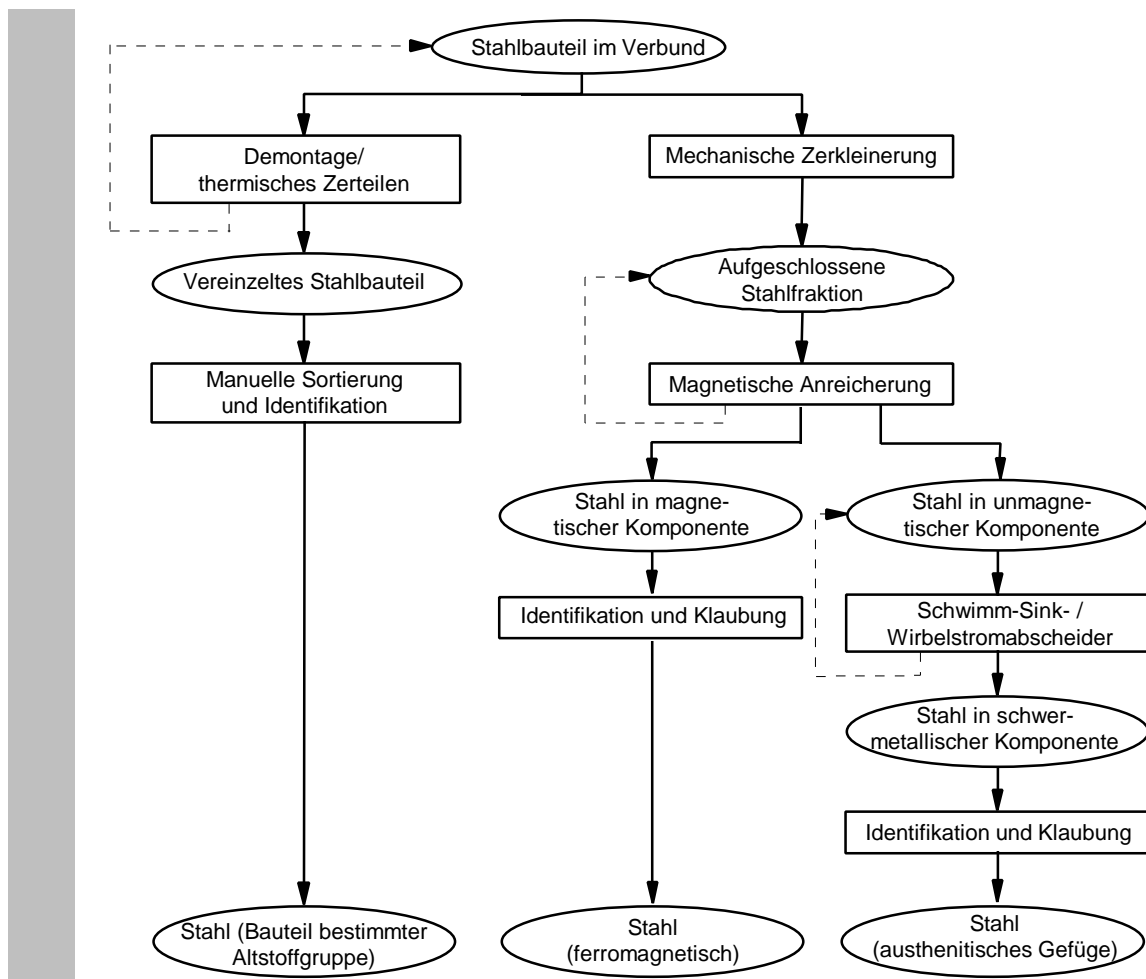 Stahlbauteil im Verbund
Demontage/
thermisches Zerteilen
Mechanische Zerkleinerung
Vereinzeltes Stahlbauteil
Aufgeschlossene
Stahlfraktion
Manuelle Sortierung
und Identifikation
Magnetische Anreicherung
Stahl in magne-
tischer Komponente
Stahl in unmagne-
tischer Komponente
Identifikation und Klaubung
Schwimm-Sink- /
Wirbelstromabscheider
Stahl in schwer-
metallischer Komponente
Identifikation und Klaubung
Stahl (Bauteil bestimmter
Altstoffgruppe)
Stahl
(ferromagnetisch)
Stahl
(austhenitisches Gefüge)